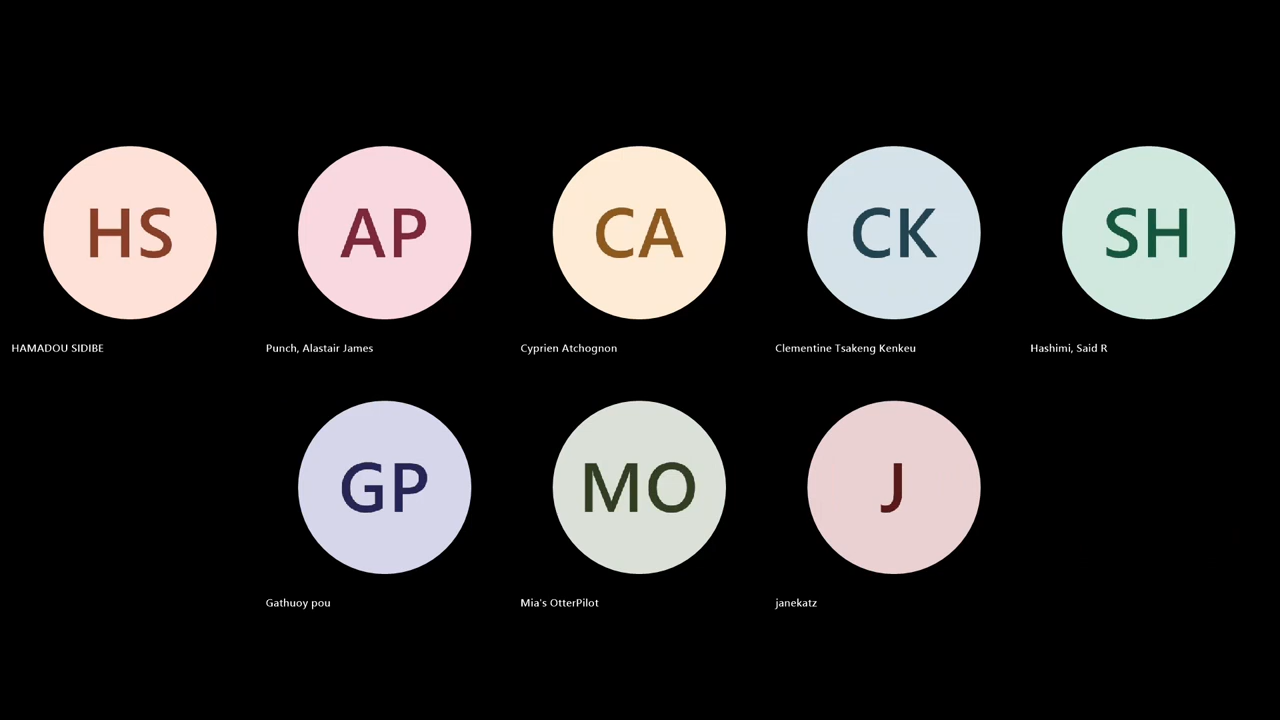 HS
AP
CA
CK
SH
HAMADOU SIDIBE
Punch, Alastair James
Cyprien Atchognon
Clementine Tsakeng Kenkeu
Hashimi, Said R
GP
MO
J
Gathuoy pou
Mia's OtterPilot
janekatz